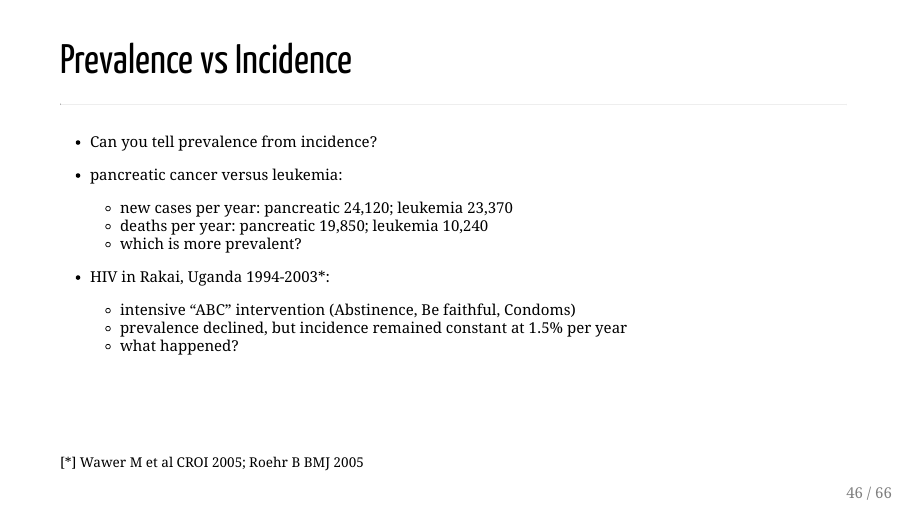 Prevalence vs Incidence
• Can you tell prevalence from incidence?
• pancreatic cancer versus leukemia:
◦ new cases per year: pancreatic 24,120; leukemia 23,370
◦ deaths per year: pancreatic 19,850; leukemia 10,240
◦ which is more prevalent?
• HIV in Rakai, Uganda 1994-2003*:
◦ intensive “ABC” intervention (Abstinence, Be faithful, Condoms)
◦ prevalence declined, but incidence remained constant at 1.5% per year
◦ what happened?
[*] Wawer M et al CROI 2005; Roehr B BMJ 2005
46 / 66